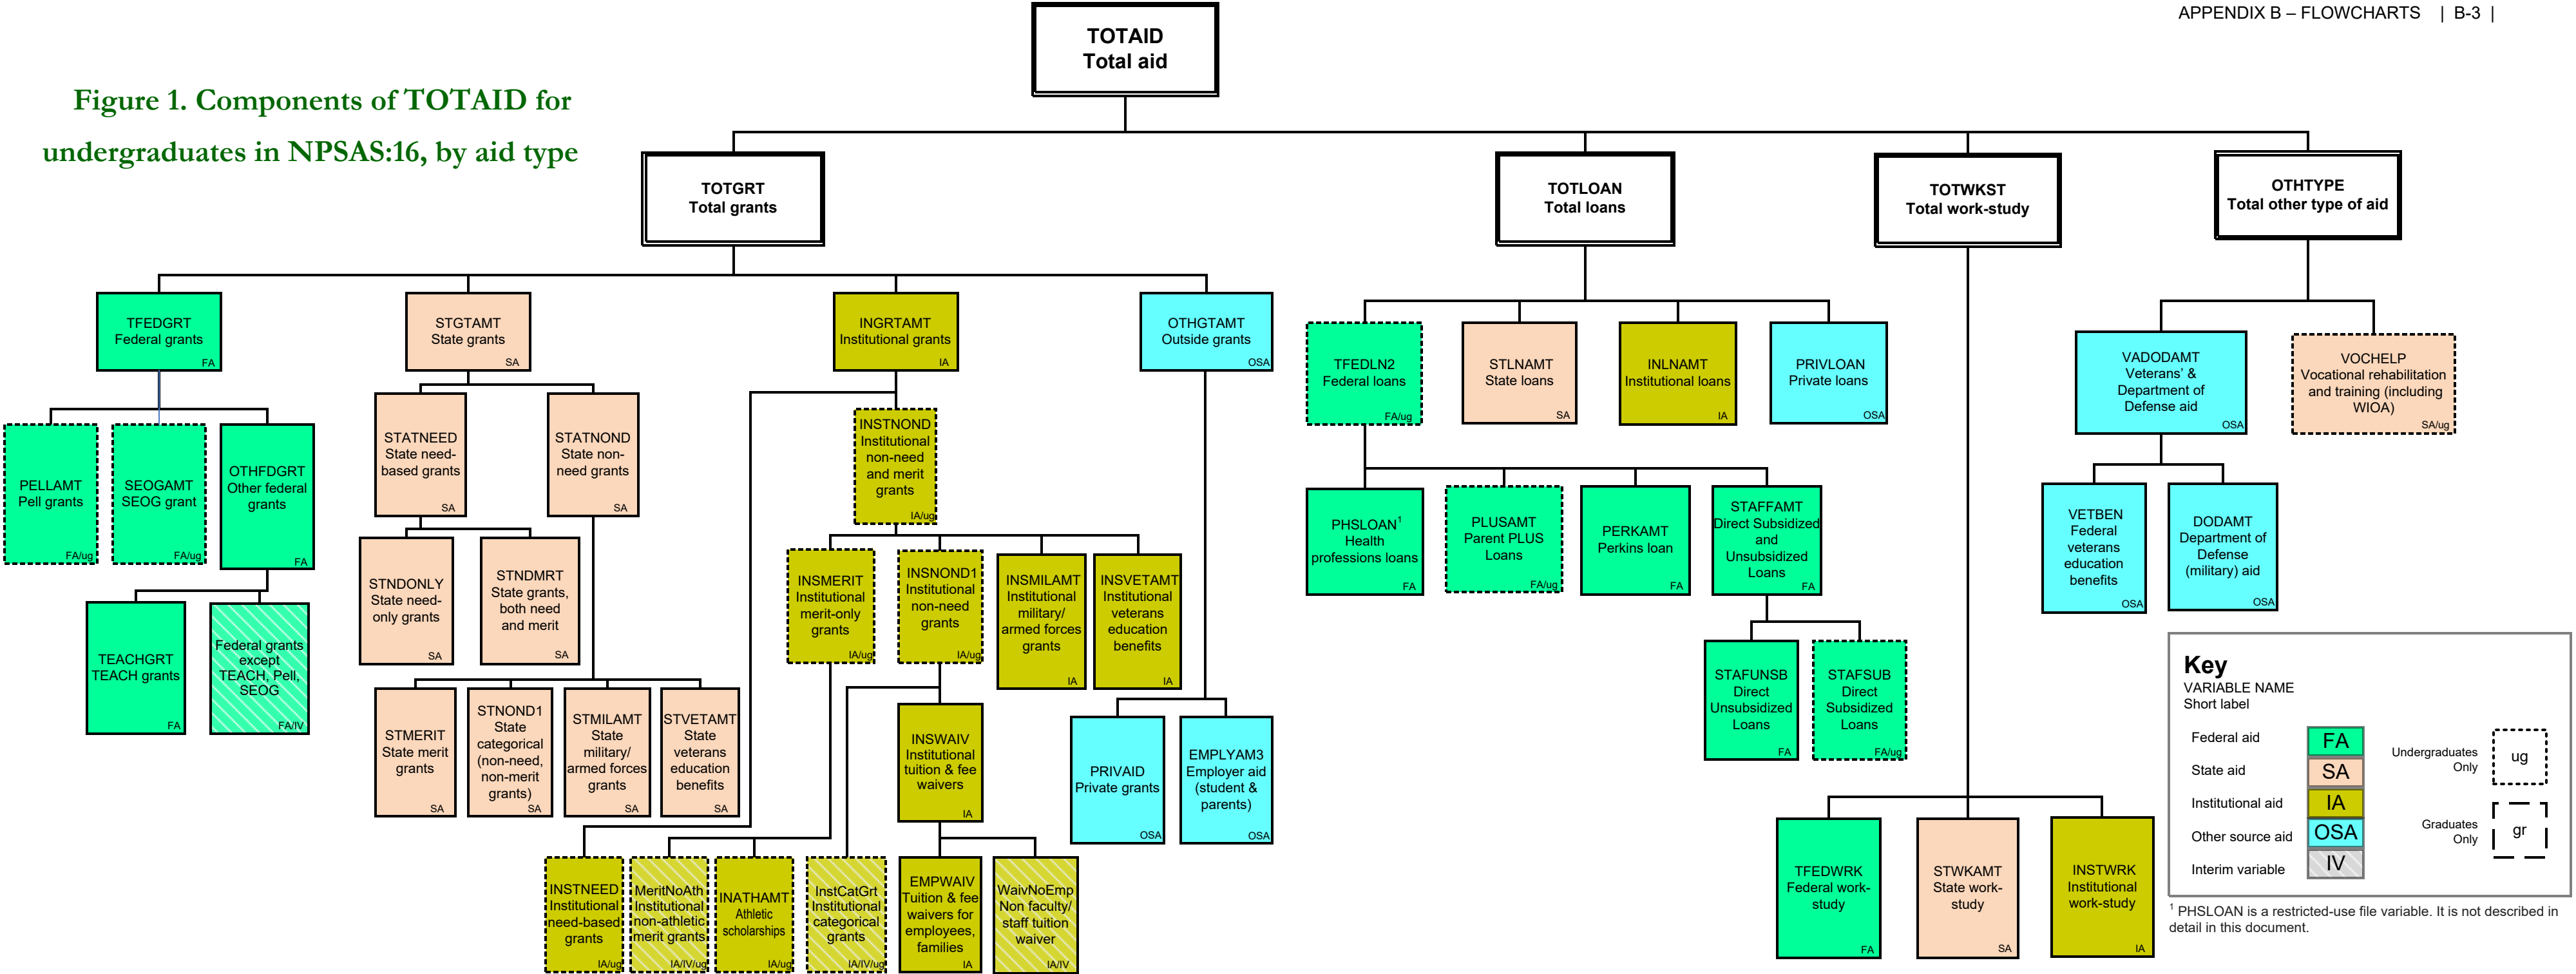 APPENDIX B – FLOWCHARTS | B-3 |
TOTAID
Total aid
Figure 1. Components of TOTAID for
undergraduates in NPSAS:16, by aid type
TOTGRT
Total grants
TOTLOAN
Total loans
TOTWKST
Total work-study
OTHTYPE
Total other type of aid
TFEDGRT
Federal grants
FA
STGTAMT
State grants
SA
INGRTAMT
Institutional grants
IA
OTHGTAMT
Outside grants
OSA
TFEDLN2
Federal loans
FA/ug
STLNAMT
State loans
SA
INLNAMT
Institutional loans
IA
PRIVLOAN
Private loans
OSA
VADODAMT
Veterans' &
Department of
Defense aid
OSA
VOCHELP
Vocational rehabilitation
and training (including
WIOA)
SA/ug
PELLAMT
Pell grants
FA/ug
SEOGAMT
SEOG grant
FA/ug
OTHFDGRT
Other federal
grants
FA
STATNEED
State need-
based grants
SA
STATNOND
State non-
need grants
SA
INSTNOND
Institutional
non-need
and merit
grants
IA/ug
PHSLOAN1
Health
professions loans
FA
PLUSAMT
Parent PLUS
Loans
FA/ug
PERKAMT
Perkins loan
FA
STAFFAMT
Direct Subsidized
and
Unsubsidized
Loans
FA
VETBEN
Federal
veterans
education
benefits
OSA
DODAMT
Department of
Defense
(military) aid
OSA
TEACHGRT
TEACH grants
FA
Federal grants
except
TEACH, Pell,
SEOG
FA/IV
STNDONLY
State need-
only grants
SA
STNDMRT
State grants,
both need
and merit
SA
INSMERIT
Institutional
merit-only
grants
IA/ug
INSNOND1
Institutional
non-need
grants
IA/ug
INSMILAMT
Institutional
military/
armed forces
grants
IA
INSVETAMT
Institutional
veterans
education
benefits
IA
STAFUNSB
Direct
Unsubsidized
Loans
FA
STAFSUB
Direct
Subsidized
Loans
FA/ug
STMERIT
State merit
grants
SA
STNOND1
State
categorical
(non-need,
non-merit
grants)
SA
STMILAMT
State
military/
armed forces
grants
SA
STVETAMT
State
veterans
education
benefits
SA
INSWAIV
Institutional
tuition & fee
waivers
IA
PRIVAID
Private grants
OSA
EMPLYAM3
Employer aid
(student &
parents)
OSA
INSTNEED
Institutional
need-based
grants
IA/ug
MeritNoAth
Institutional
non-athletic
merit grants
IA/IV/ug
INATHAMT
Athletic
scholarships
IA/ug
InstCatGrt
Institutional
categorical
grants
IA/IV/ug
EMPWAIV
Tuition & fee
waivers for
employees,
families
IA
WaivNoEmp
Non faculty/
staff tuition
waiver
IA/IV
TFEDWRK
Federal work-
study
FA
STWKAMT
State work-
study
SA
INSTWRK
Institutional
work-study
IA
Key
VARIABLE NAME
Short label
Federal aid FA
State aid SA
Institutional aid IA
Other source aid OSA
Interim variable IV
Undergraduates
Only
ug
Graduates
Only
gr
1 PHSLOAN is a restricted-use file variable. It is not described in
detail in this document.